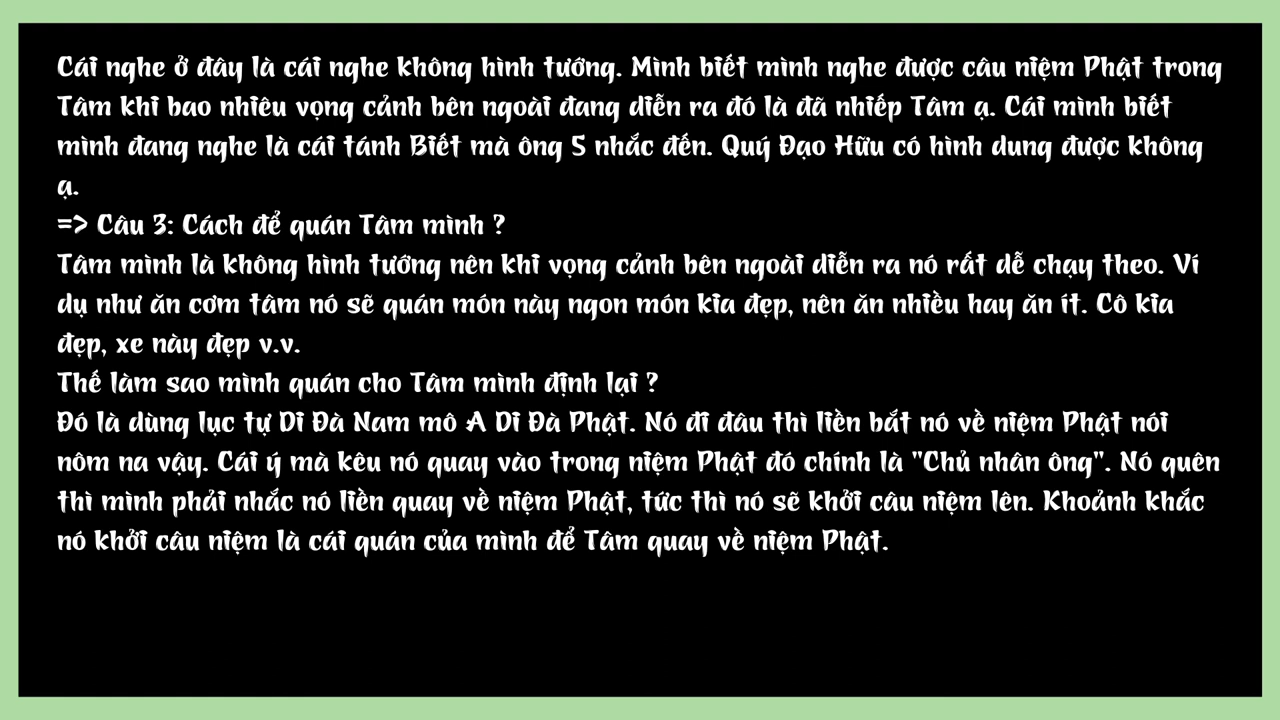 Cái nghe ở đây là cái nghe không hình tướng. Mình biết mình nghe được câu niệm Phật trong
Tâm khi bao nhiêu vọng cảnh bên ngoài đang diễn ra đó là đã nhiếp Tâm ạ. Cái mình biết
mình đang nghe là cái tánh Biết mà ông 5 nhắc đến. Quý Đạo Hữu có hình dung được không
ạ.
=> Câu 3: Cách để quán Tâm mình ?
Tâm mình là không hình tướng nên khi vọng cảnh bên ngoài diễn ra nó rất dễ chạy theo. Ví
dụ như ăn cơm tâm nó sẽ quán món này ngon món kia đẹp, nên ăn nhiều hay ăn ít. Cô kia
đẹp, xe này đẹp v.v.
Thế làm sao mình quán cho Tâm mình định lại ?
Đó là dùng lục tự Di Đà Nam mô A Di Đà Phật. Nó đi đâu thì liền bắt nó về niệm Phật nói
nôm na vậy. Cái ý mà kêu nó quay vào trong niệm Phật đó chính là "Chủ nhân ông". Nó quên
thì mình phải nhắc nó liền quay về niệm Phật, tức thì nó sẽ khởi câu niệm lên. Khoảnh khắc
nó khởi câu niệm là cái quán của mình để Tâm quay về niệm Phật.